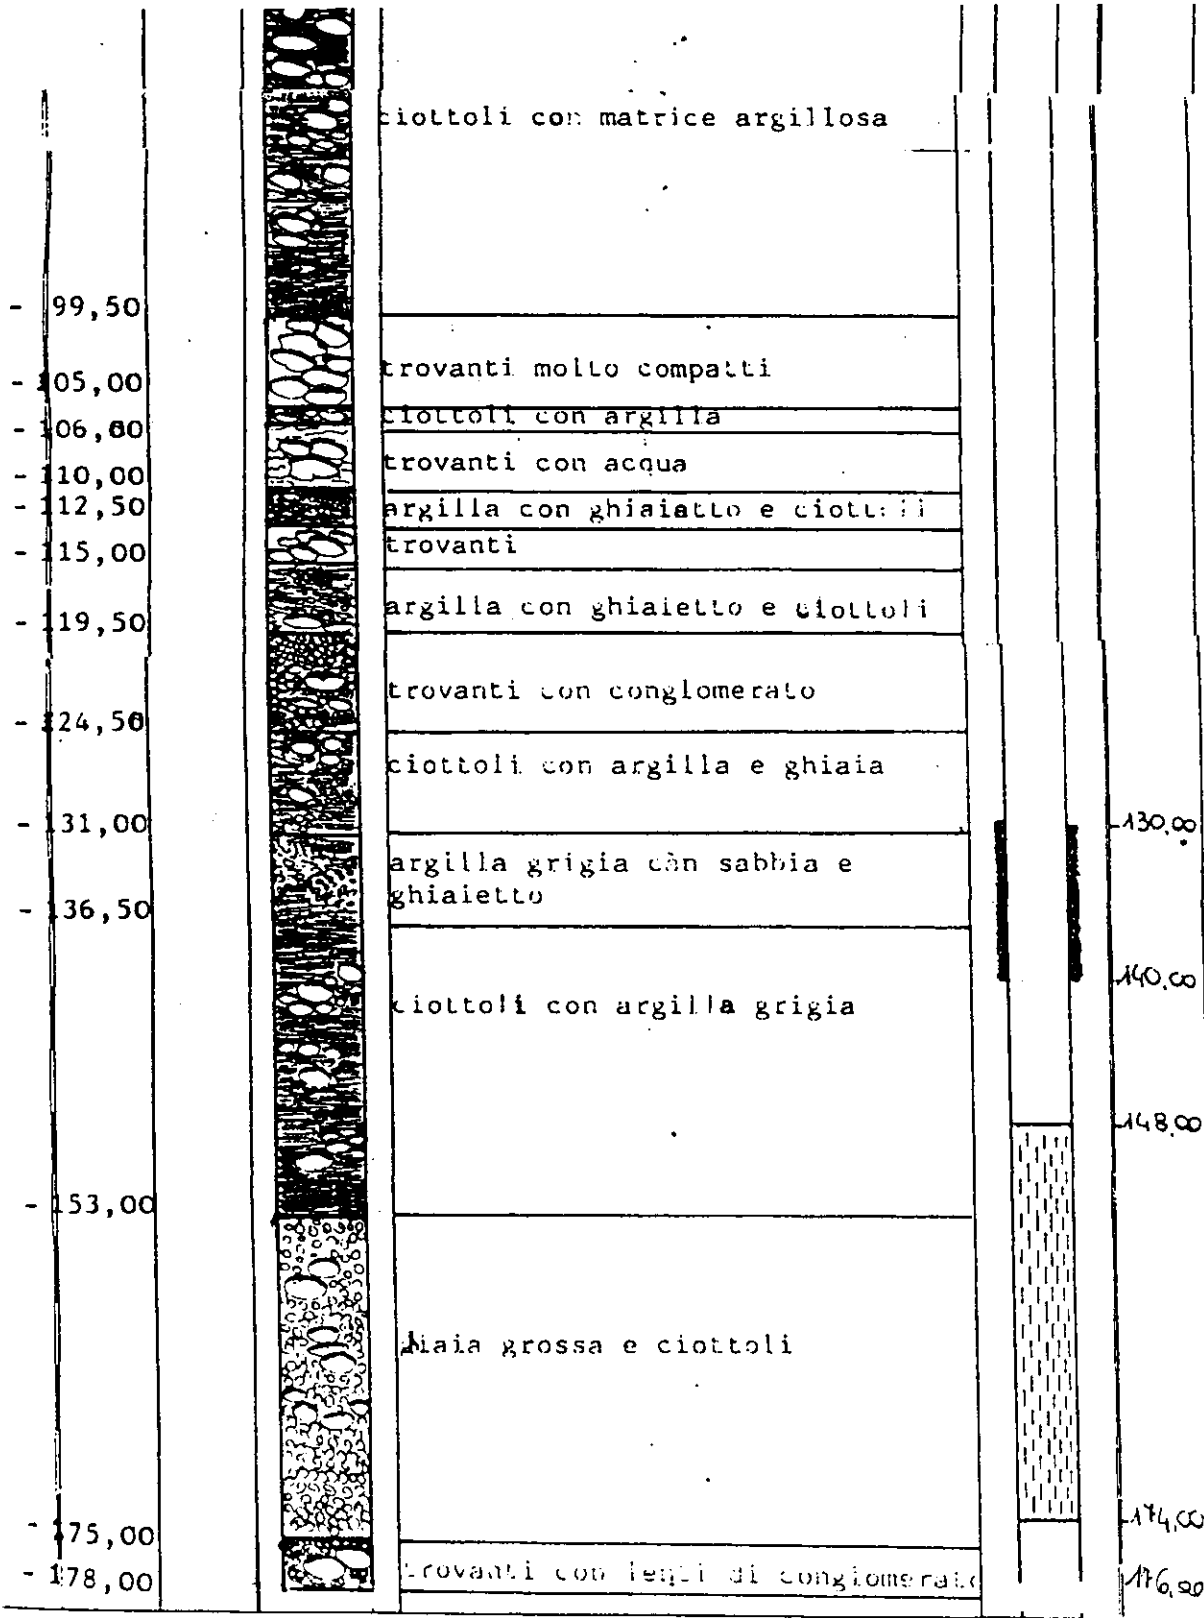 ciottoli con matrice argillosa
- 99,50
trovanti molto compatti
- 105,00
ciottoli con argilla
- 106,00
trovanti con acqua
- 110,00
argilla con ghiaiatto e ciottoli
- 112,50
trovanti
- 115,00
argilla con ghiaietto e ciottoli
- 119,50
trovanti con conglomerato
- 124,50
ciottoli con argilla e ghiaia
- 131,00
130,00
argilla grigia con sabbia e
ghiaietto
- 136,50
140,00
ciottoli con argilla grigia
148,00
- 153,00
ghiaia grossa e ciottoli
174,00
- 175,00
trovanti con lenti di conglomerato
- 178,00
176,00